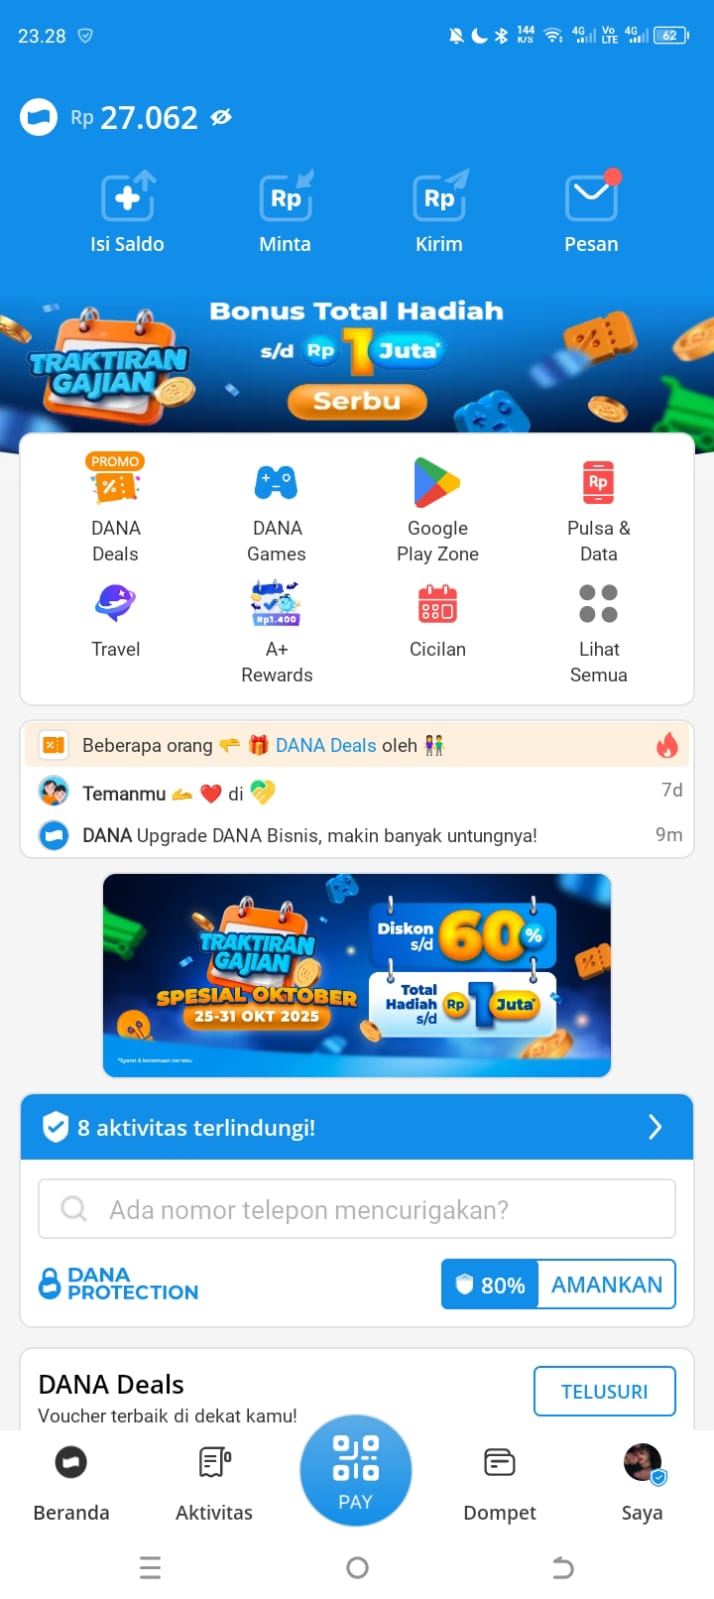 23.28
144 K/S 4G Vo LTE 4G 62
Rp 27.062
Isi Saldo Minta Kirim Pesan
Rp Rp
TRAKTIRAN GAJIAN
Bonus Total Hadiah
s/d Rp 1 Juta*
Serbu
PROMO
DANA Deals
DANA Games
Google Play Zone
Rp
Pulsa & Data
Travel
Rp1.400
A+ Rewards
Cicilan
Lihat Semua
Beberapa orang DANA Deals oleh
Temanmu di 7d
DANA Upgrade DANA Bisnis, makin banyak untungnya! 9m
TRAKTIRAN GAJIAN
SPESIAL OKTOBER
25-31 OKT 2025
Diskon s/d 60%
Total Hadiah s/d Rp 1 Juta*
*Syarat & ketentuan berlaku
8 aktivitas terlindungi!
Ada nomor telepon mencurigakan?
DANA PROTECTION
80% AMANKAN
DANA Deals
Voucher terbaik di dekat kamu!
TELUSURI
Beranda Aktivitas PAY Dompet Saya